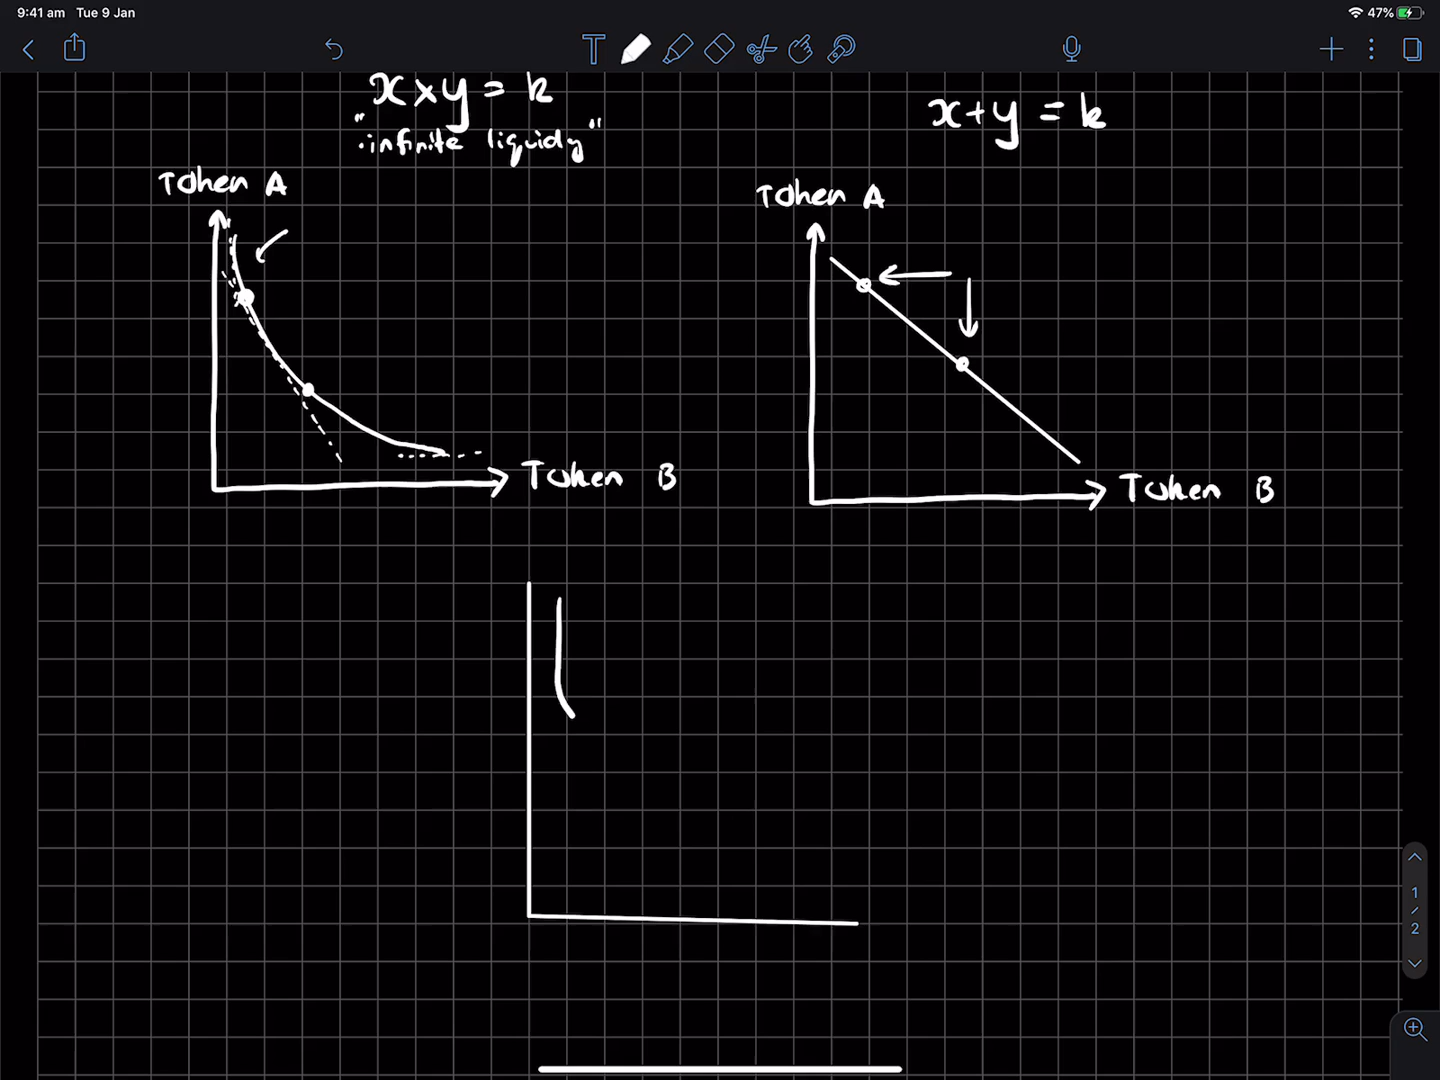 9:41 am Tue 9 Jan
47%
x × y = k
"infinite liquidy"
x + y = k
Token A
Token A
Token B
Token B
1
/
2